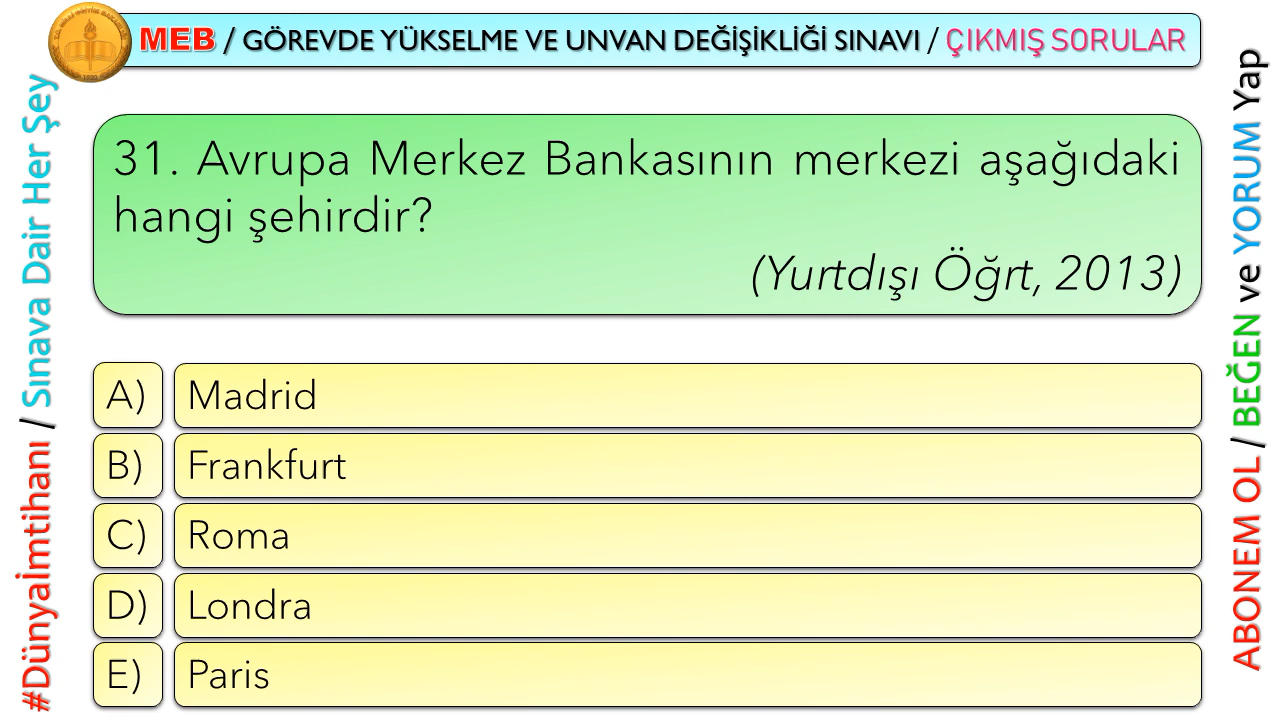 MEB / GÖREVDE YÜKSELME VE UNVAN DEĞİŞİKLİĞİ SINAVI / ÇIKMIŞ SORULAR
#Dünyaimtihanı / Sınava Dair Her Şey
31. Avrupa Merkez Bankasının merkezi aşağıdaki
hangi şehirdir?
(Yurtdışı Öğrt, 2013)
A) Madrid
B) Frankfurt
C) Roma
D) Londra
E) Paris
ABONEM OL / BEĞEN ve YORUM Yap